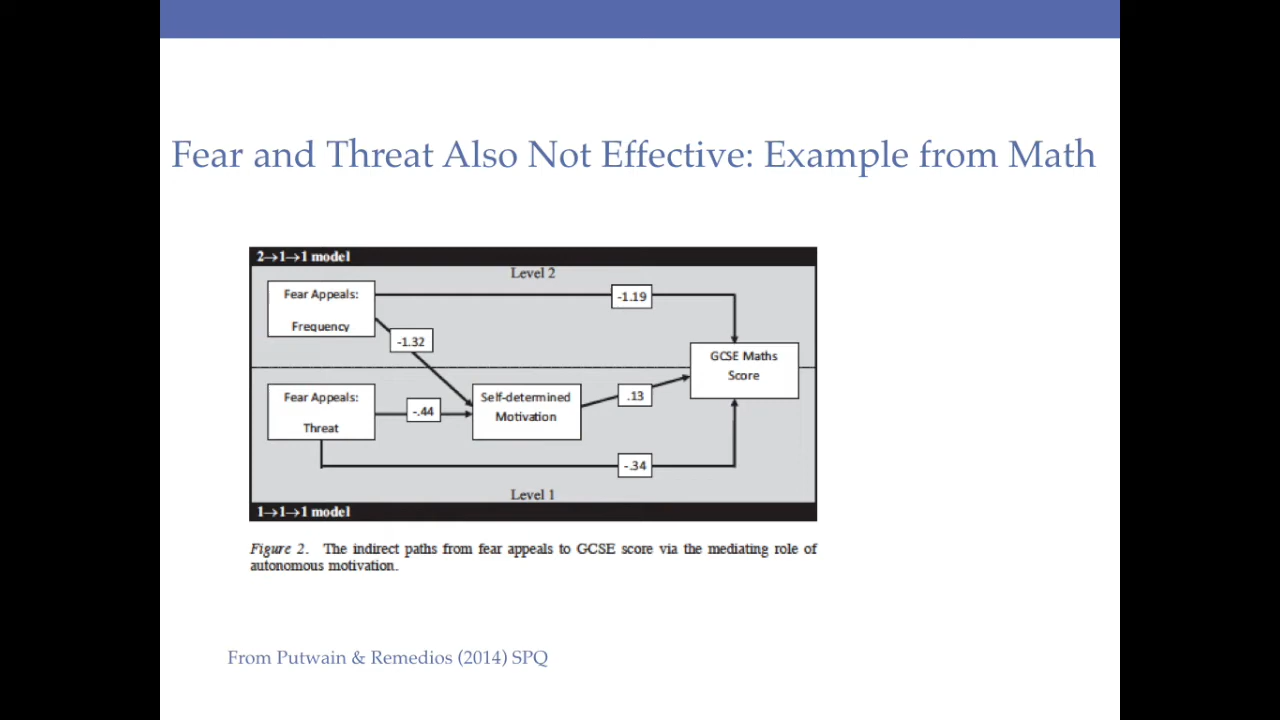 Fear and Threat Also Not Effective: Example from Math
2→1→1 model
Level 2
Fear Appeals:
Frequency
-1.19
-1.32
GCSE Maths
Score
Fear Appeals:
Threat
-.44
Self-determined
Motivation
.13
-.34
Level 1
1→1→1 model
Figure 2. The indirect paths from fear appeals to GCSE score via the mediating role of
autonomous motivation.
From Putwain & Remedios (2014) SPQ